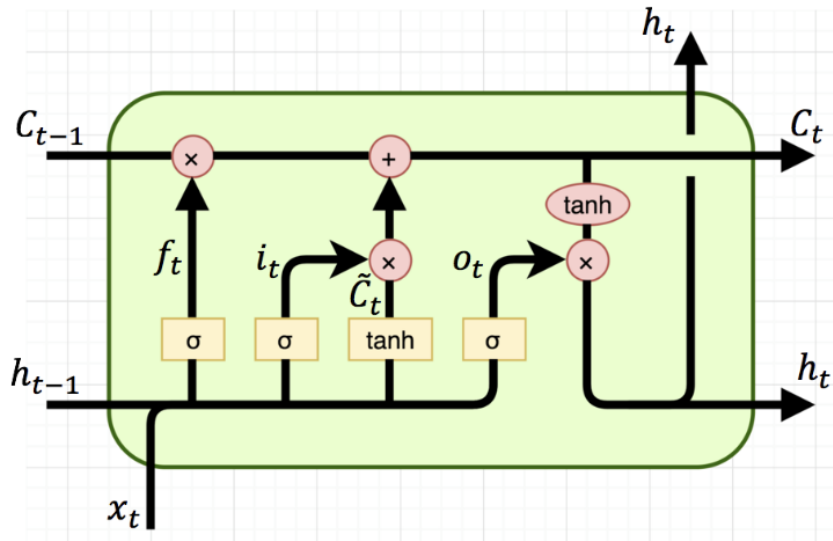 h_t
C_{t-1}
C_t
×
+
tanh
f_t
i_t
×
o_t
×
C̃_t
σ
σ
tanh
σ
h_{t-1}
h_t
x_t